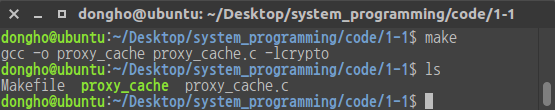 dongho@ubuntu: ~/Desktop/system_programming/code/1-1
dongho@ubuntu:~/Desktop/system_programming/code/1-1$ make
gcc -o proxy_cache proxy_cache.c -lcrypto
dongho@ubuntu:~/Desktop/system_programming/code/1-1$ ls
Makefile  proxy_cache  proxy_cache.c
dongho@ubuntu:~/Desktop/system_programming/code/1-1$